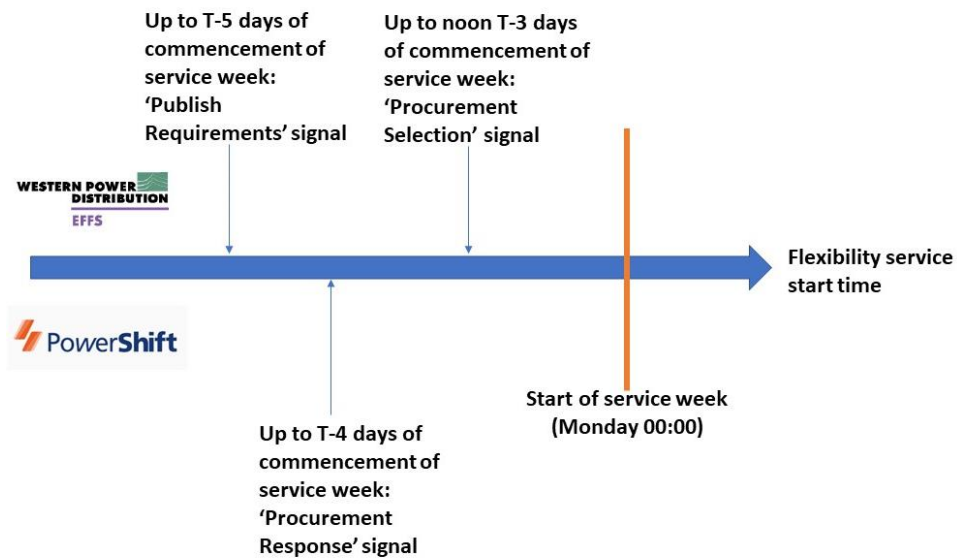 Up to T-5 days of
commencement of
service week:
‘Publish
Requirements’ signal
Up to noon T-3 days
of commencement of
service week:
‘Procurement
Selection’ signal
WESTERN POWER
DISTRIBUTION
EFFS
Flexibility service
start time
PowerShift
Start of service week
(Monday 00:00)
Up to T-4 days of
commencement of
service week:
‘Procurement
Response’ signal